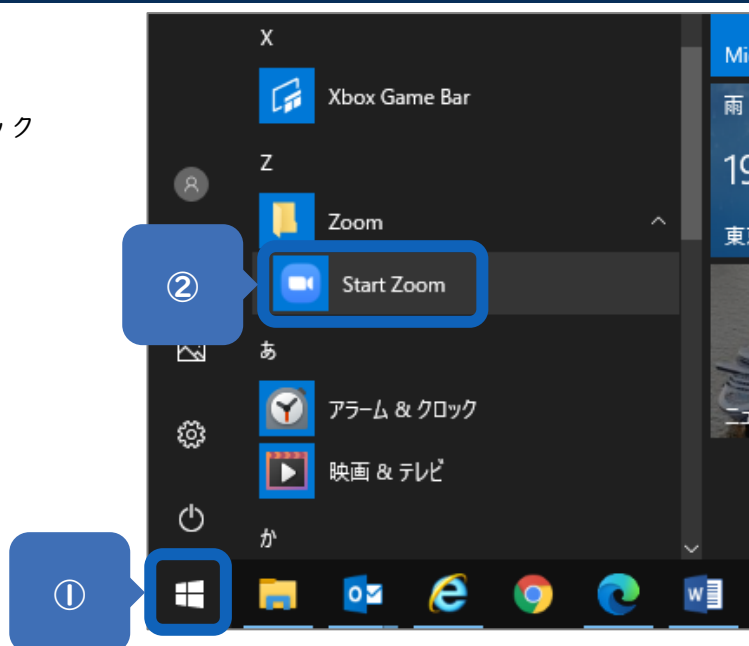 ック
X
Xbox Game Bar
Z
Zoom
② Start Zoom
あ
アラーム & クロック
映画 & テレビ
か
①
Mi
雨
19
東